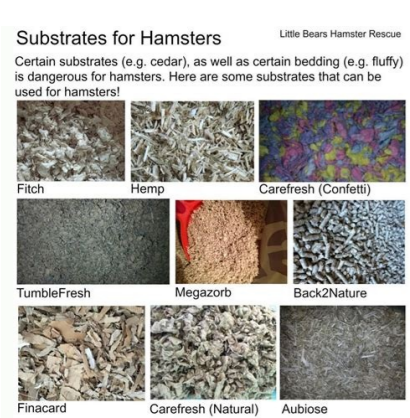 Substrates for Hamsters
Little Bears Hamster Rescue
Certain substrates (e.g. cedar), as well as certain bedding (e.g. fluffy)
is dangerous for hamsters. Here are some substrates that can be
used for hamsters!
Fitch
Hemp
Carefresh (Confetti)
TumbleFresh
Megazorb
Back2Nature
Finacard
Carefresh (Natural)
Aubiose